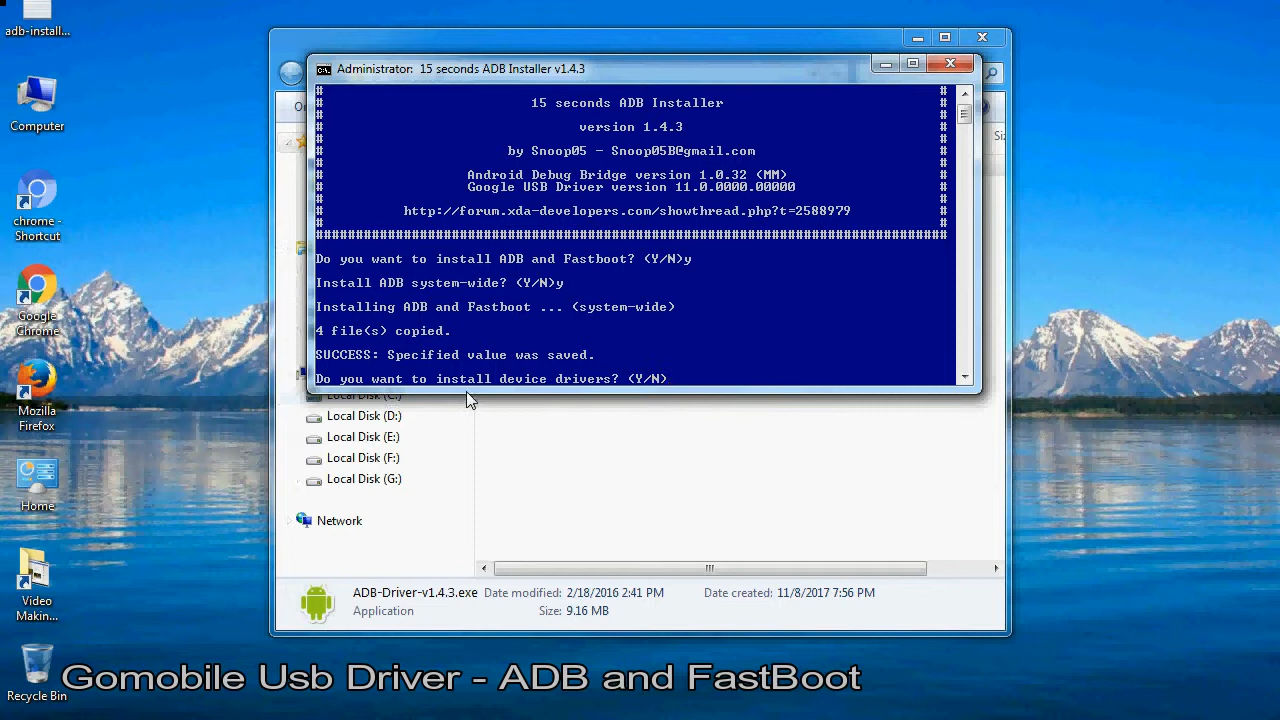 adb-install...
Computer
chrome -
Shortcut
Google
Chrome
Mozilla
Firefox
Home
Video
Makin...
Recycle Bin
Administrator: 15 seconds ADB Installer v1.4.3
15 seconds ADB Installer
version 1.4.3
by Snoop05 - Snoop05B@gmail.com
Android Debug Bridge version 1.0.32 (MM)
Google USB Driver version 11.0.0000.00000
http://forum.xda-developers.com/showthread.php?t=2588979
################################################################################
Do you want to install ADB and Fastboot? (Y/N)y
Install ADB system-wide? (Y/N)y
Installing ADB and Fastboot ... (system-wide)
4 file(s) copied.
SUCCESS: Specified value was saved.
Do you want to install device drivers? (Y/N)
Local Disk (C:)
Local Disk (D:)
Local Disk (E:)
Local Disk (F:)
Local Disk (G:)
Network
ADB-Driver-v1.4.3.exe Date modified: 2/18/2016 2:41 PM Date created: 11/8/2017 7:56 PM
Application Size: 9.16 MB
Gomobile Usb Driver - ADB and FastBoot